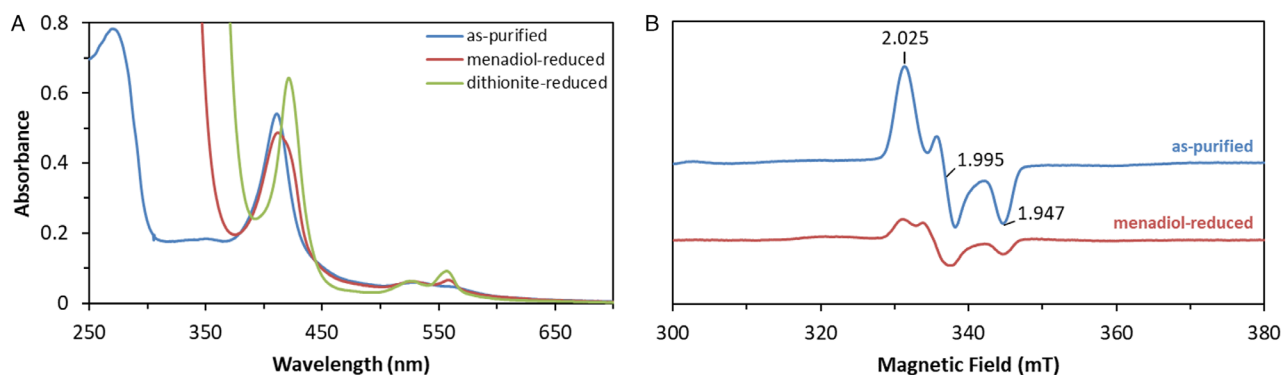 A
0.8
0.6
0.4
0.2
0
Absorbance
250
350
450
550
650
Wavelength (nm)
as-purified
menadiol-reduced
dithionite-reduced
B
2.025
1.995
1.947
as-purified
menadiol-reduced
300
320
340
360
380
Magnetic Field (mT)